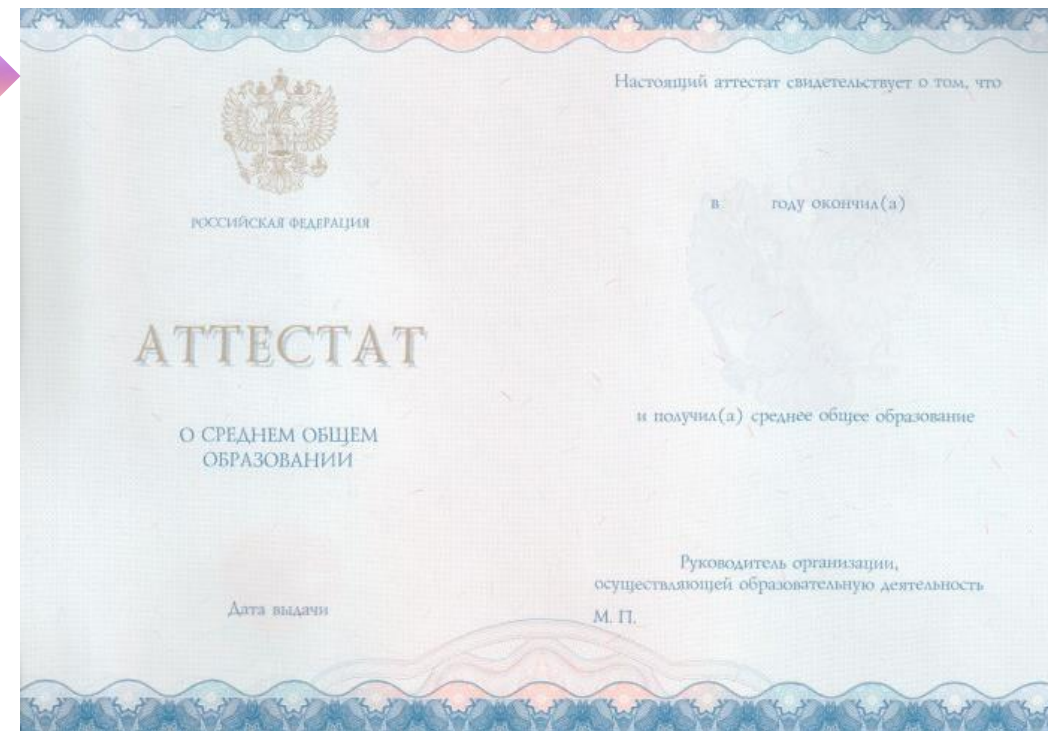 РОССИЙСКАЯ ФЕДЕРАЦИЯ
АТТЕСТАТ
О СРЕДНЕМ ОБЩЕМ
ОБРАЗОВАНИИ
Дата выдачи
Настоящий аттестат свидетельствует о том, что
в году окончил(а)
и получил(а) среднее общее образование
Руководитель организации,
осуществляющей образовательную деятельность
М. П.